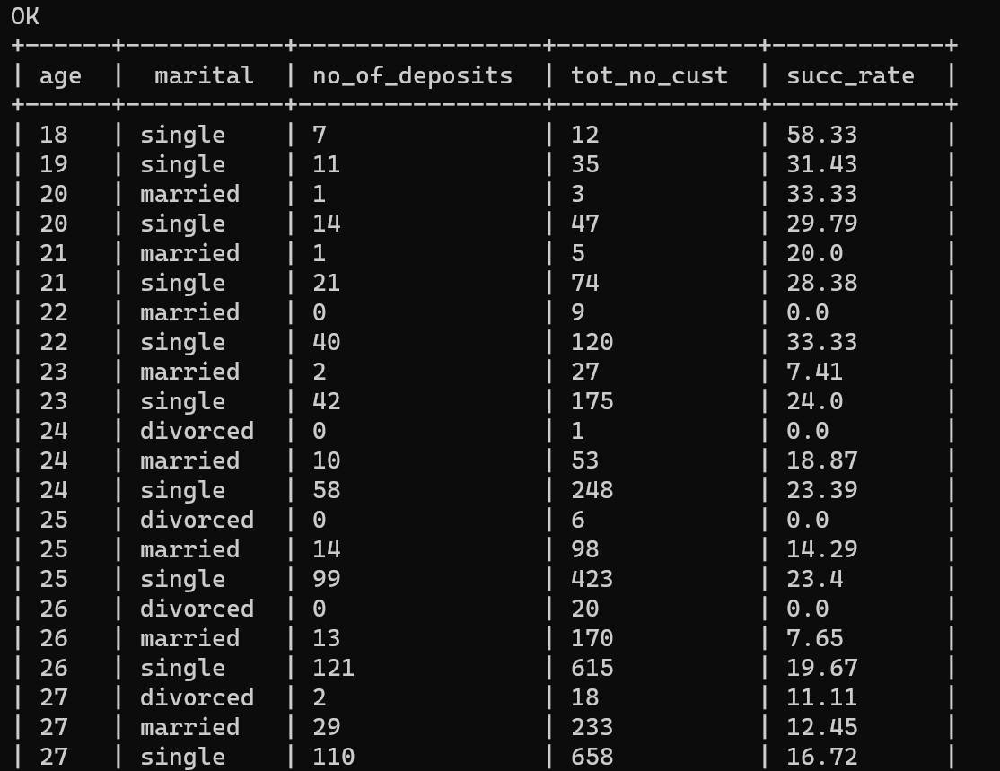 OK
+------+-----------+-----------------+--------------+------------+
| age  |  marital  | no_of_deposits  | tot_no_cust  | succ_rate  |
+------+-----------+-----------------+--------------+------------+
| 18   | single    | 7               | 12           | 58.33      |
| 19   | single    | 11              | 35           | 31.43      |
| 20   | married   | 1               | 3            | 33.33      |
| 20   | single    | 14              | 47           | 29.79      |
| 21   | married   | 1               | 5            | 20.0       |
| 21   | single    | 21              | 74           | 28.38      |
| 22   | married   | 0               | 9            | 0.0        |
| 22   | single    | 40              | 120          | 33.33      |
| 23   | married   | 2               | 27           | 7.41       |
| 23   | single    | 42              | 175          | 24.0       |
| 24   | divorced  | 0               | 1            | 0.0        |
| 24   | married   | 10              | 53           | 18.87      |
| 24   | single    | 58              | 248          | 23.39      |
| 25   | divorced  | 0               | 6            | 0.0        |
| 25   | married   | 14              | 98           | 14.29      |
| 25   | single    | 99              | 423          | 23.4       |
| 26   | divorced  | 0               | 20           | 0.0        |
| 26   | married   | 13              | 170          | 7.65       |
| 26   | single    | 121             | 615          | 19.67      |
| 27   | divorced  | 2               | 18           | 11.11      |
| 27   | married   | 29              | 233          | 12.45      |
| 27   | single    | 110             | 658          | 16.72      |